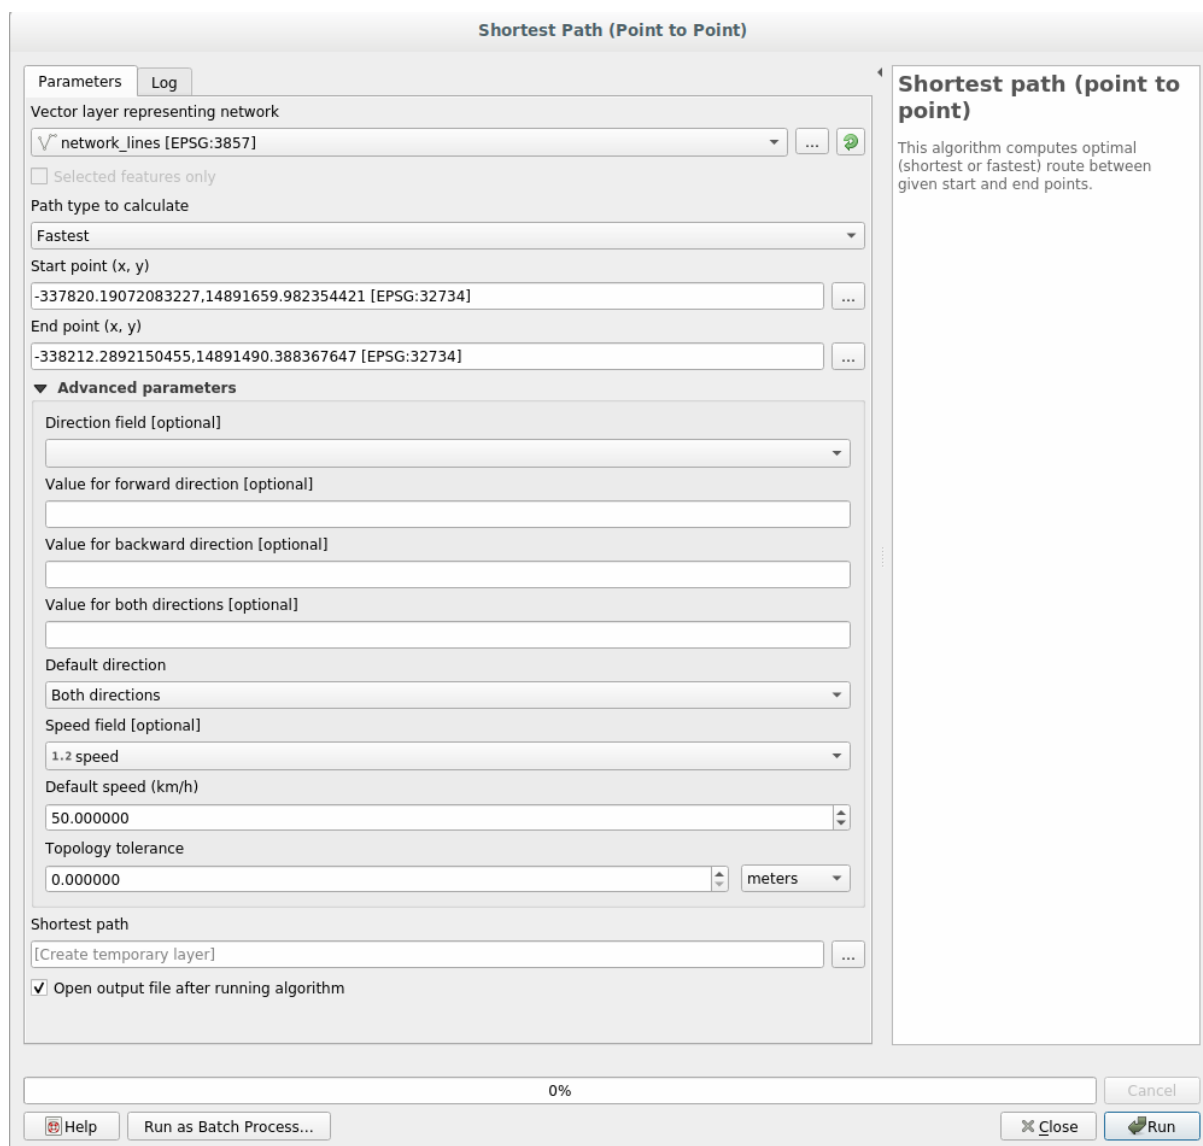 Shortest Path (Point to Point)
Parameters
Log
Vector layer representing network
network_lines [EPSG:3857]
...
Selected features only
Path type to calculate
Fastest
Start point (x, y)
-337820.19072083227,14891659.982354421 [EPSG:32734]
...
End point (x, y)
-338212.2892150455,14891490.388367647 [EPSG:32734]
...
Advanced parameters
Direction field [optional]
Value for forward direction [optional]
Value for backward direction [optional]
Value for both directions [optional]
Default direction
Both directions
Speed field [optional]
1.2 speed
Default speed (km/h)
50.000000
Topology tolerance
0.000000
meters
Shortest path
[Create temporary layer]
...
Open output file after running algorithm
Shortest path (point to
point)
This algorithm computes optimal
(shortest or fastest) route between
given start and end points.
0%
Cancel
Help
Run as Batch Process...
Close
Run